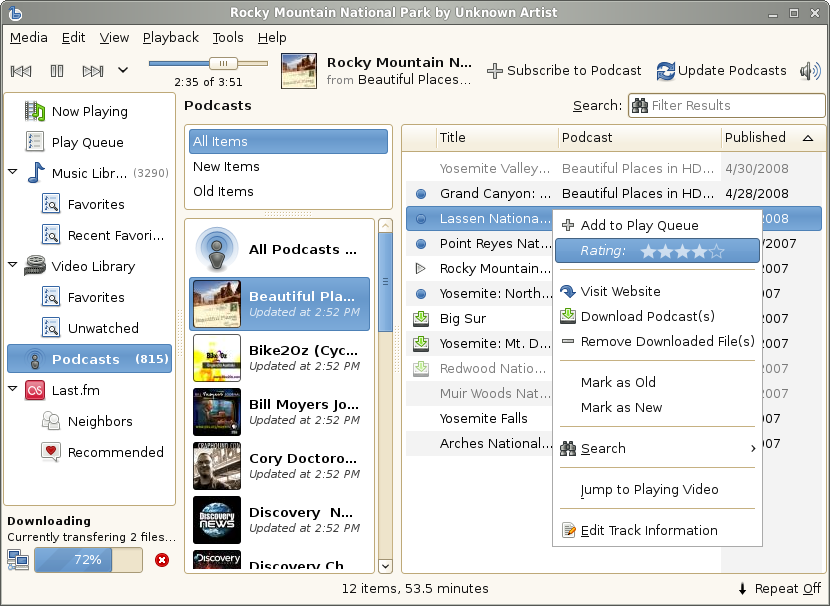 Rocky Mountain National Park by Unknown Artist
Media Edit View Playback Tools Help
2:35 of 3:51
Rocky Mountain N...
from Beautiful Places...
Subscribe to Podcast
Update Podcasts
Now Playing
Play Queue
Music Libr... (3290)
Favorites
Recent Favori...
Video Library
Favorites
Unwatched
Podcasts (815)
Last.fm
Neighbors
Recommended
Downloading
Currently transfering 2 files...
72%
Podcasts
Search: Filter Results
All Items
New Items
Old Items
All Podcasts ...
Beautiful Pla...
Updated at 2:52 PM
Bike2Oz (Cyc...
Updated at 2:52 PM
Bill Moyers Jo...
Updated at 2:52 PM
Cory Doctoro...
Updated at 2:52 PM
Discovery N...
Updated at 2:52 PM
Discovery Ch...
Title Podcast Published
Yosemite Valley... Beautiful Places in HD... 4/30/2008
Grand Canyon: ... Beautiful Places in HD... 4/28/2008
Lassen Nationa... 2008
Point Reyes Nat... /2007
Rocky Mountain... 007
Yosemite: North... 007
Big Sur 007
Yosemite: Mt. D... 007
Redwood Natio... 007
Muir Woods Nat... 007
Yosemite Falls 007
Arches National... 007
Add to Play Queue
Rating:
Visit Website
Download Podcast(s)
Remove Downloaded File(s)
Mark as Old
Mark as New
Search
Jump to Playing Video
Edit Track Information
12 items, 53.5 minutes
Repeat Off